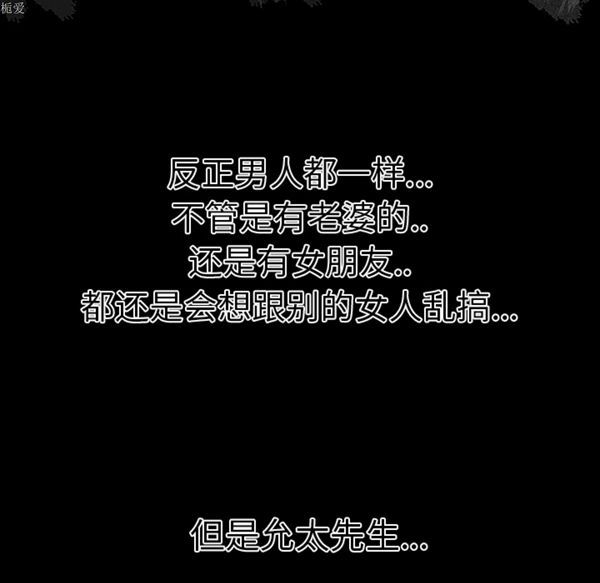 栀爱
反正男人都一样...
不管是有老婆的..
还是有女朋友..
都还是会想跟别的女人乱搞...
但是允太先生...